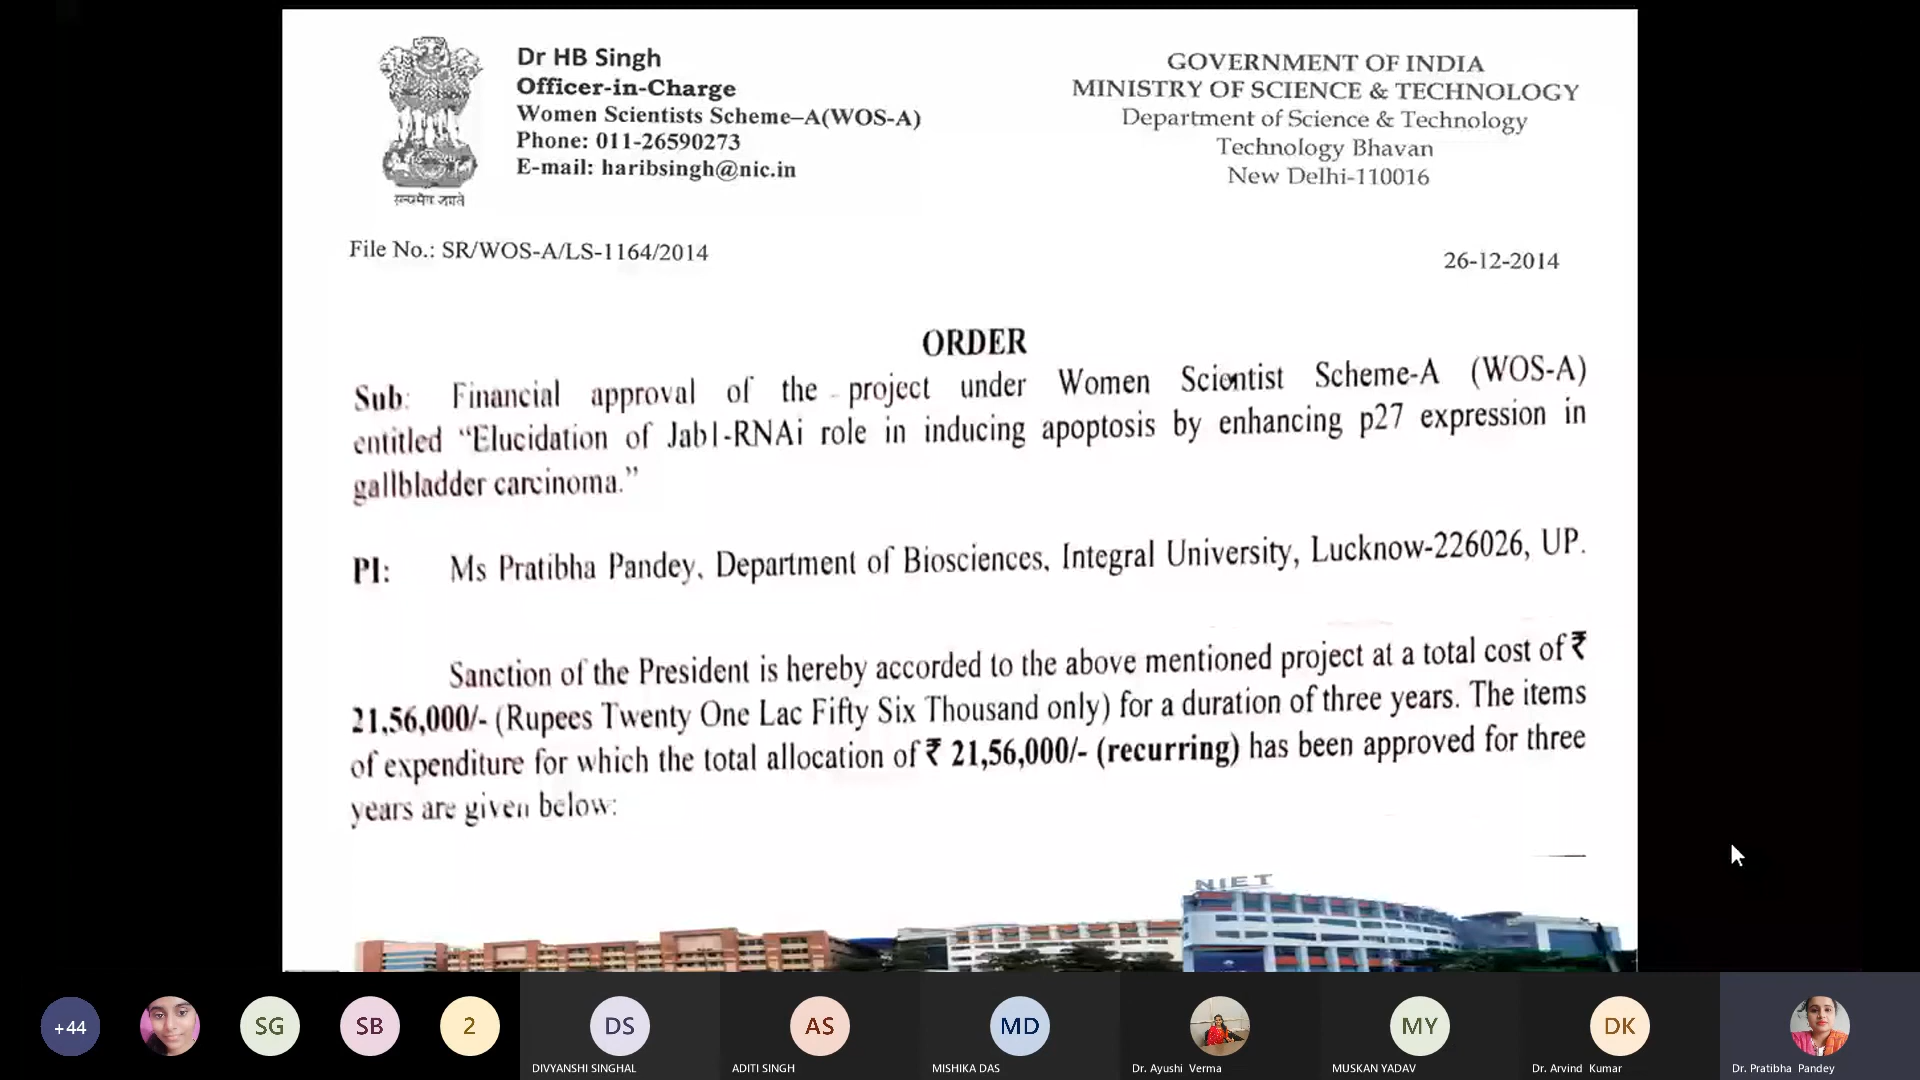 Dr HB Singh
Officer-in-Charge
Women Scientists Scheme–A(WOS-A)
Phone: 011-26590273
E-mail: haribsingh@nic.in
सत्यमेव जयते
GOVERNMENT OF INDIA
MINISTRY OF SCIENCE & TECHNOLOGY
Department of Science & Technology
Technology Bhavan
New Delhi-110016
File No.: SR/WOS-A/LS-1164/2014
26-12-2014
ORDER
Sub: Financial approval of the project under Women Scientist Scheme-A (WOS-A)
entitled “Elucidation of Jab1-RNAi role in inducing apoptosis by enhancing p27 expression in
gallbladder carcinoma.”
PI: Ms Pratibha Pandey, Department of Biosciences, Integral University, Lucknow-226026, UP.
Sanction of the President is hereby accorded to the above mentioned project at a total cost of ₹
21,56,000/- (Rupees Twenty One Lac Fifty Six Thousand only) for a duration of three years. The items
of expenditure for which the total allocation of ₹ 21,56,000/- (recurring) has been approved for three
years are given below:
NIET
+44
SG
SB
2
DS
AS
MD
MY
DK
DIVYANSHI SINGHAL
ADITI SINGH
MISHIKA DAS
Dr. Ayushi Verma
MUSKAN YADAV
Dr. Arvind Kumar
Dr. Pratibha Pandey